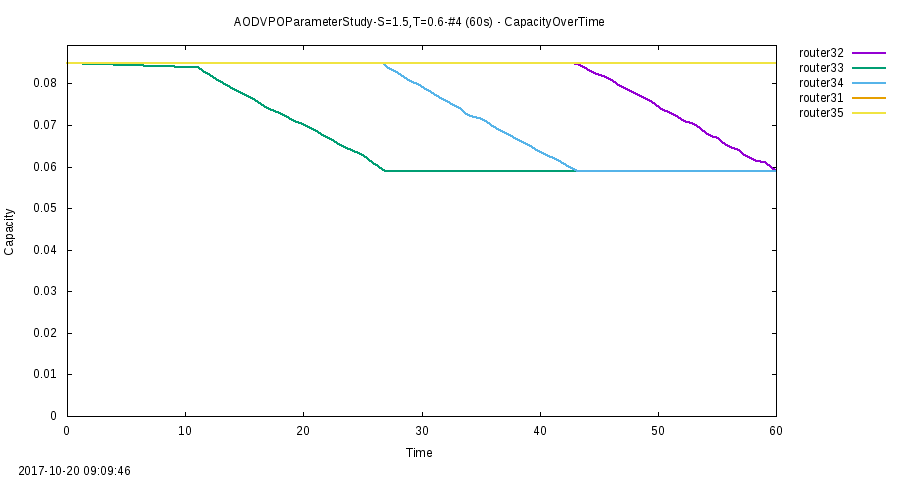 AODVPOParameterStudy-S=1.5,T=0.6-#4 (60s) - CapacityOverTime
router32
router33
router34
router31
router35
0.08
0.07
0.06
0.05
0.04
0.03
0.02
0.01
0
Capacity
0 10 20 30 40 50 60
Time
2017-10-20 09:09:46